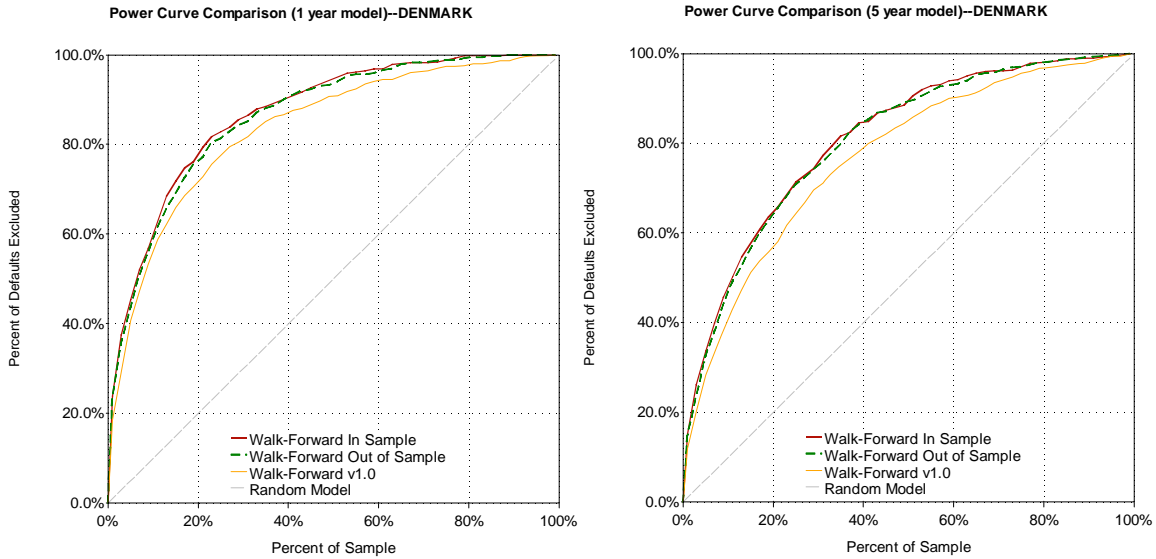 Power Curve Comparison (1 year model)--DENMARK
Percent of Defaults Excluded
100.0%
80.0%
60.0%
40.0%
20.0%
0.0%
Walk-Forward In Sample
Walk-Forward Out of Sample
Walk-Forward v1.0
Random Model
0% 20% 40% 60% 80% 100%
Percent of Sample
Power Curve Comparison (5 year model)--DENMARK
Percent of Defaults Excluded
100.0%
80.0%
60.0%
40.0%
20.0%
0.0%
Walk-Forward In Sample
Walk-Forward Out of Sample
Walk-Forward v1.0
Random Model
0% 20% 40% 60% 80% 100%
Percent of Sample